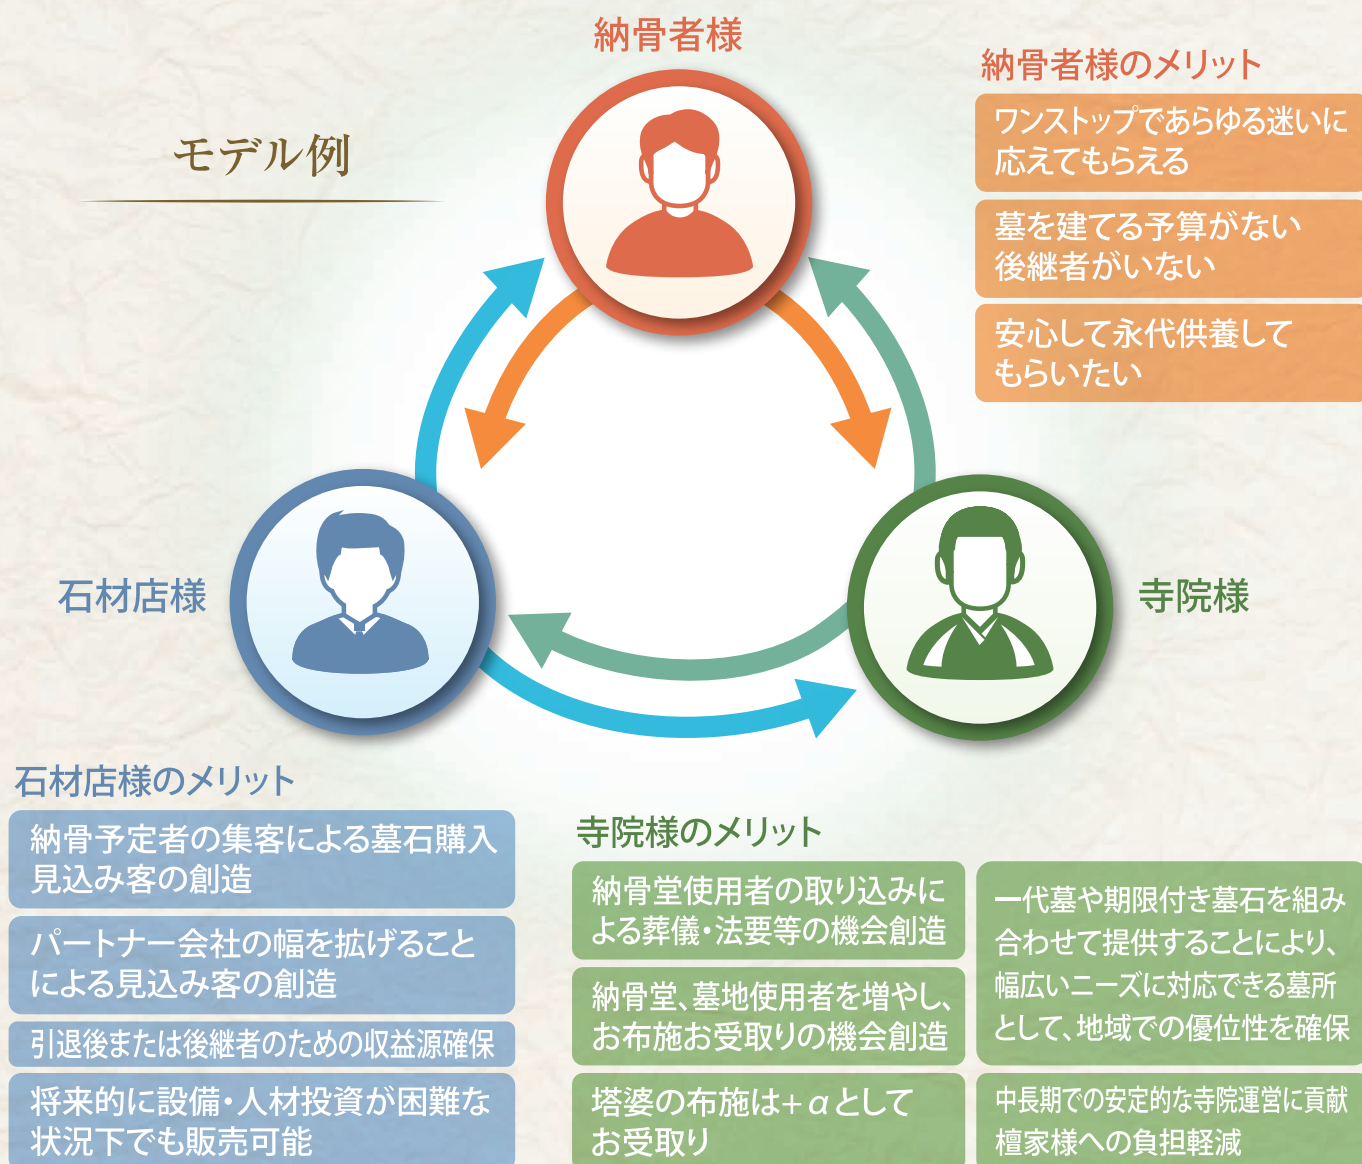 納骨者様
モデル例
納骨者様のメリット
ワンストップであらゆる迷いに
応えてもらえる
墓を建てる予算がない
後継者がいない
安心して永代供養して
もらいたい
石材店様
寺院様
石材店様のメリット
納骨予定者の集客による墓石購入
見込み客の創造
パートナー会社の幅を拡げること
による見込み客の創造
引退後または後継者のための収益源確保
将来的に設備・人材投資が困難な
状況下でも販売可能
寺院様のメリット
納骨堂使用者の取り込みに
よる葬儀・法要等の機会創造
納骨堂、墓地使用者を増やし、
お布施お受取りの機会創造
塔婆の布施は+αとして
お受取り
一代墓や期限付き墓石を組み
合わせて提供することにより、
幅広いニーズに対応できる墓所
として、地域での優位性を確保
中長期での安定的な寺院運営に貢献
檀家様への負担軽減